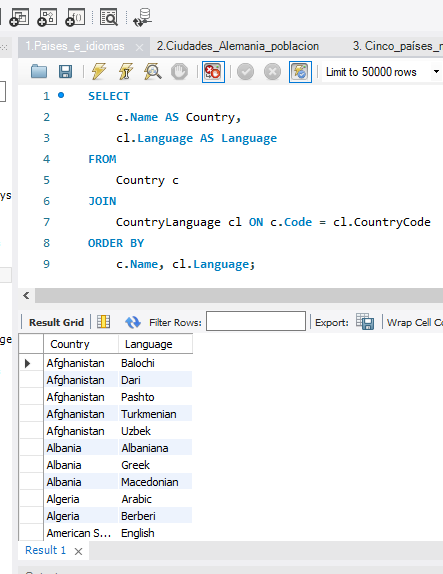 1.Paises_e_idiomas 2.Ciudades_Alemania_poblacion 3. Cinco_países_
Limit to 50000 rows
1 SELECT
2 c.Name AS Country,
3 cl.Language AS Language
4 FROM
5 Country c
6 JOIN
7 CountryLanguage cl ON c.Code = cl.CountryCode
8 ORDER BY
9 c.Name, cl.Language;
ys
ge
Result Grid Filter Rows: Export: Wrap Cell C
Country Language
Afghanistan Balochi
Afghanistan Dari
Afghanistan Pashto
Afghanistan Turkmenian
Afghanistan Uzbek
Albania Albaniana
Albania Greek
Albania Macedonian
Algeria Arabic
Algeria Berberi
American S... English
Result 1